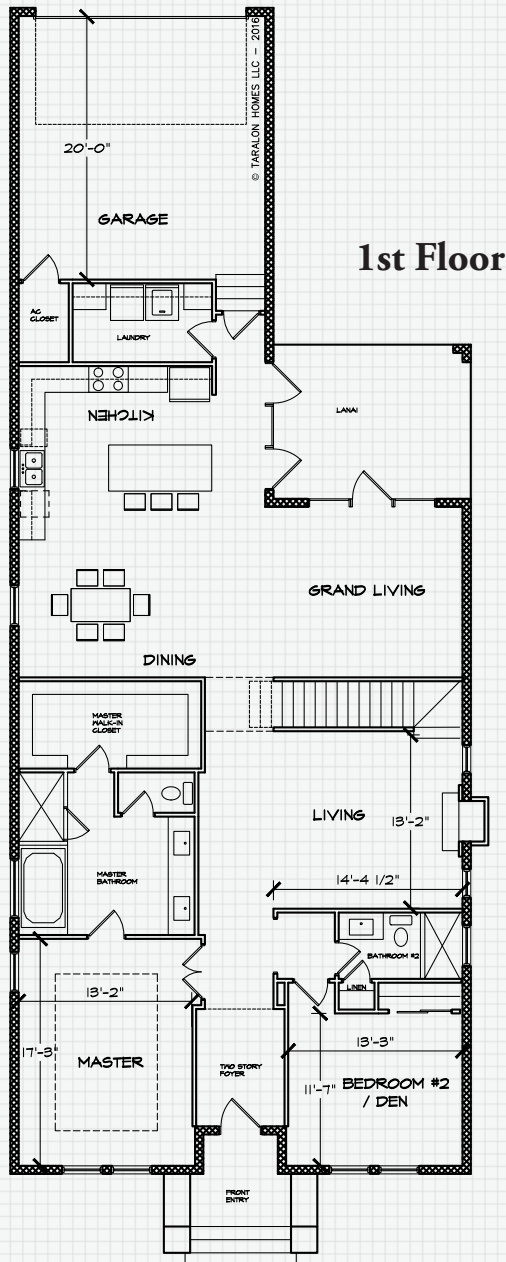 © TARALON HOMES LLC – 2016
20'-0"
GARAGE
1st Floor
AC
CLOSET
LAUNDRY
KITCHEN
LANAI
GRAND LIVING
DINING
MASTER
WALK-IN
CLOSET
LIVING
13'-2"
14'-4 1/2"
MASTER
BATHROOM
BATHROOM #2
LINEN
13'-2"
17'-3"
MASTER
TWO STORY
FOYER
13'-3"
11'-7"
BEDROOM #2
/ DEN
FRONT
ENTRY